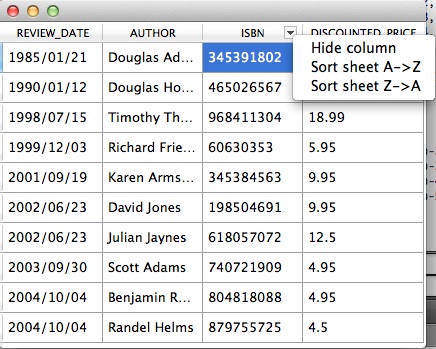 REVIEW_DATE AUTHOR ISBN DISCOUNTED_PRICE
1985/01/21 Douglas Ad... 345391802
Hide column
Sort sheet A->Z
Sort sheet Z->A
1990/01/12 Douglas Ho... 465026567
1998/07/15 Timothy Th... 968411304 18.99
1999/12/03 Richard Frie... 60630353 5.95
2001/09/19 Karen Arms... 345384563 9.95
2002/06/23 David Jones 198504691 9.95
2002/06/23 Julian Jaynes 618057072 12.5
2003/09/30 Scott Adams 740721909 4.95
2004/10/04 Benjamin R... 804818088 4.95
2004/10/04 Randel Helms 879755725 4.5